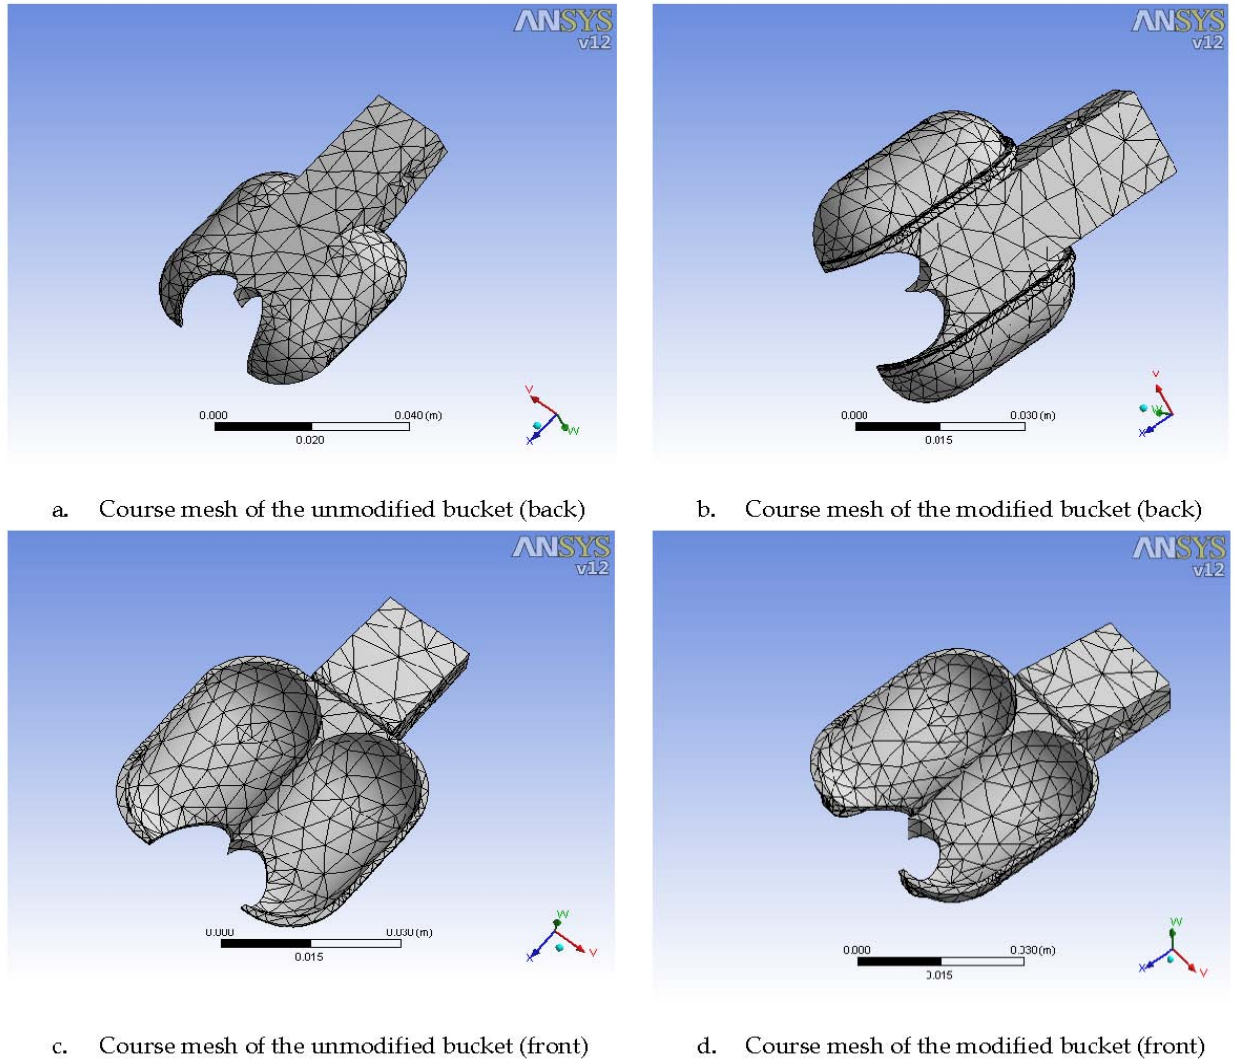 ANSYS
v12
0.000 0.040 (m)
0.020
Y
X W
ANSYS
v12
0.000 0.030 (m)
0.015
Y
W
X
a. Course mesh of the unmodified bucket (back)
b. Course mesh of the modified bucket (back)
ANSYS
v12
0.000 0.030 (m)
0.015
W
X Y
ANSYS
v12
0.000 0.030 (m)
0.015
W
X Y
c. Course mesh of the unmodified bucket (front)
d. Course mesh of the modified bucket (front)